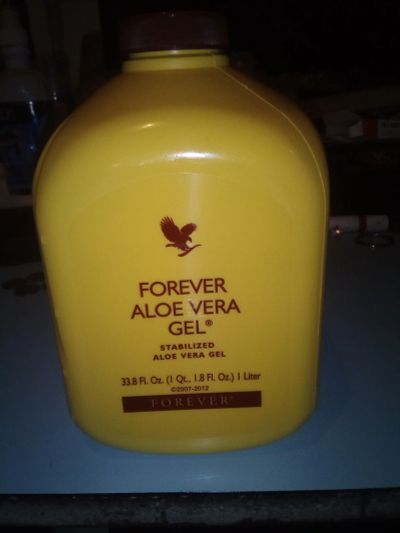 FOREVER
ALOE VERA
GEL®
STABILIZED
ALOE VERA GEL
33.8 Fl. Oz. (1 Qt., 1.8 Fl. Oz.) 1 Liter
©2007-2012
FOREVER®